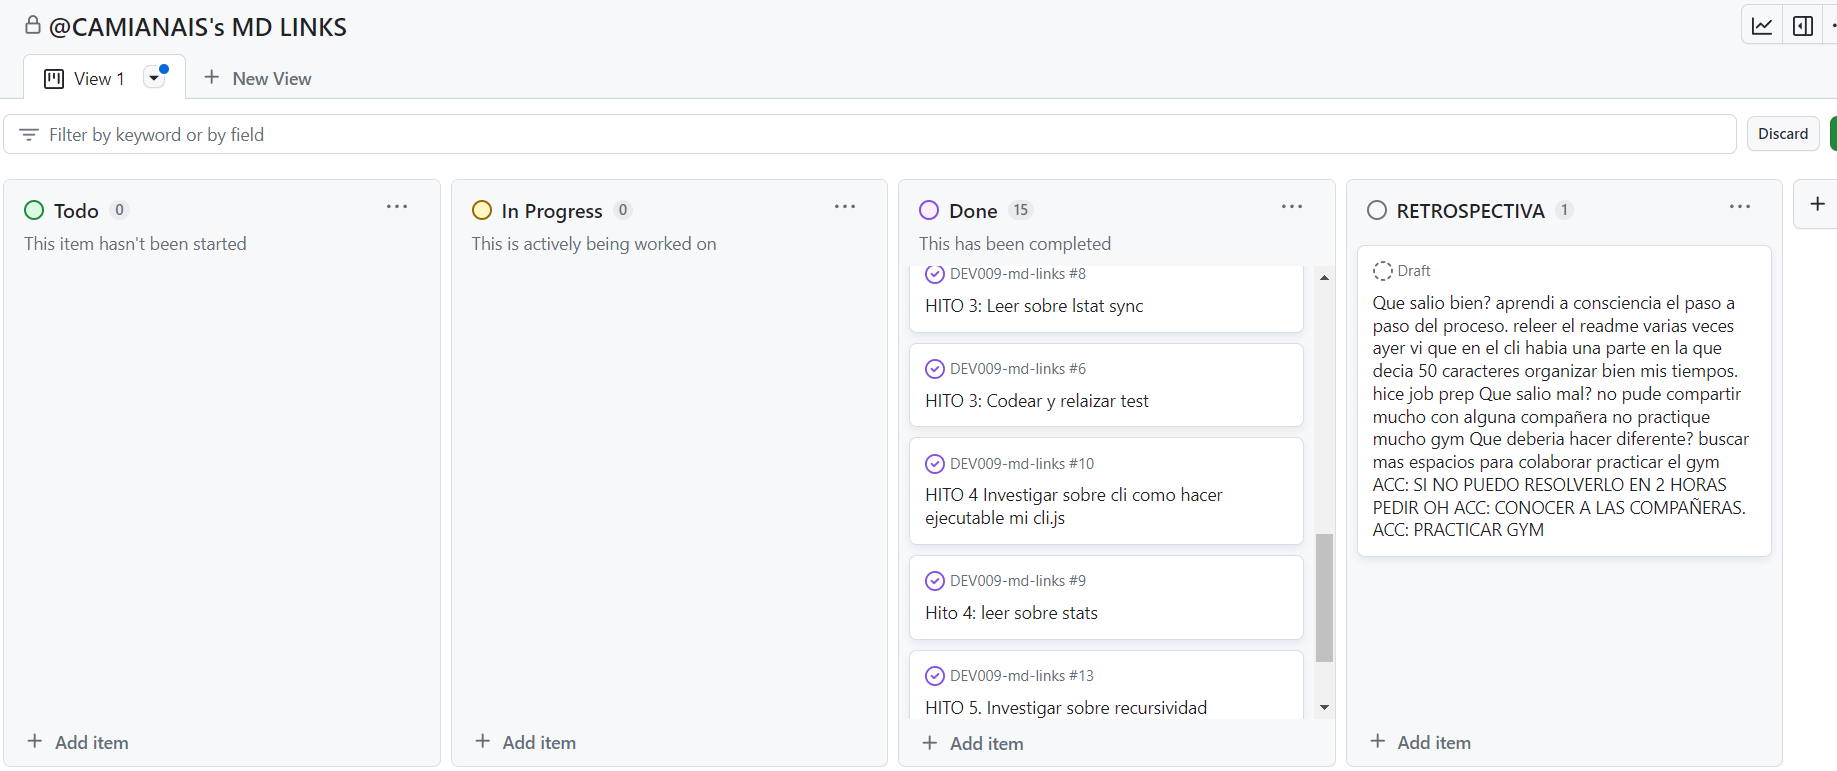 @CAMIANAIS's MD LINKS
View 1
New View
Filter by keyword or by field
Discard
Todo 0
This item hasn't been started
Add item
In Progress 0
This is actively being worked on
Add item
Done 15
This has been completed
DEV009-md-links #8
HITO 3: Leer sobre lstat sync
DEV009-md-links #6
HITO 3: Codear y relaizar test
DEV009-md-links #10
HITO 4 Investigar sobre cli como hacer
ejecutable mi cli.js
DEV009-md-links #9
Hito 4: leer sobre stats
DEV009-md-links #13
HITO 5. Investigar sobre recursividad
Add item
RETROSPECTIVA 1
Draft
Que salio bien? aprendi a consciencia el paso a
paso del proceso. releer el readme varias veces
ayer vi que en el cli habia una parte en la que
decia 50 caracteres organizar bien mis tiempos.
hice job prep Que salio mal? no pude compartir
mucho con alguna compañera no practique
mucho gym Que deberia hacer diferente? buscar
mas espacios para colaborar practicar el gym
ACC: SI NO PUEDO RESOLVERLO EN 2 HORAS
PEDIR OH ACC: CONOCER A LAS COMPAÑERAS.
ACC: PRACTICAR GYM
Add item